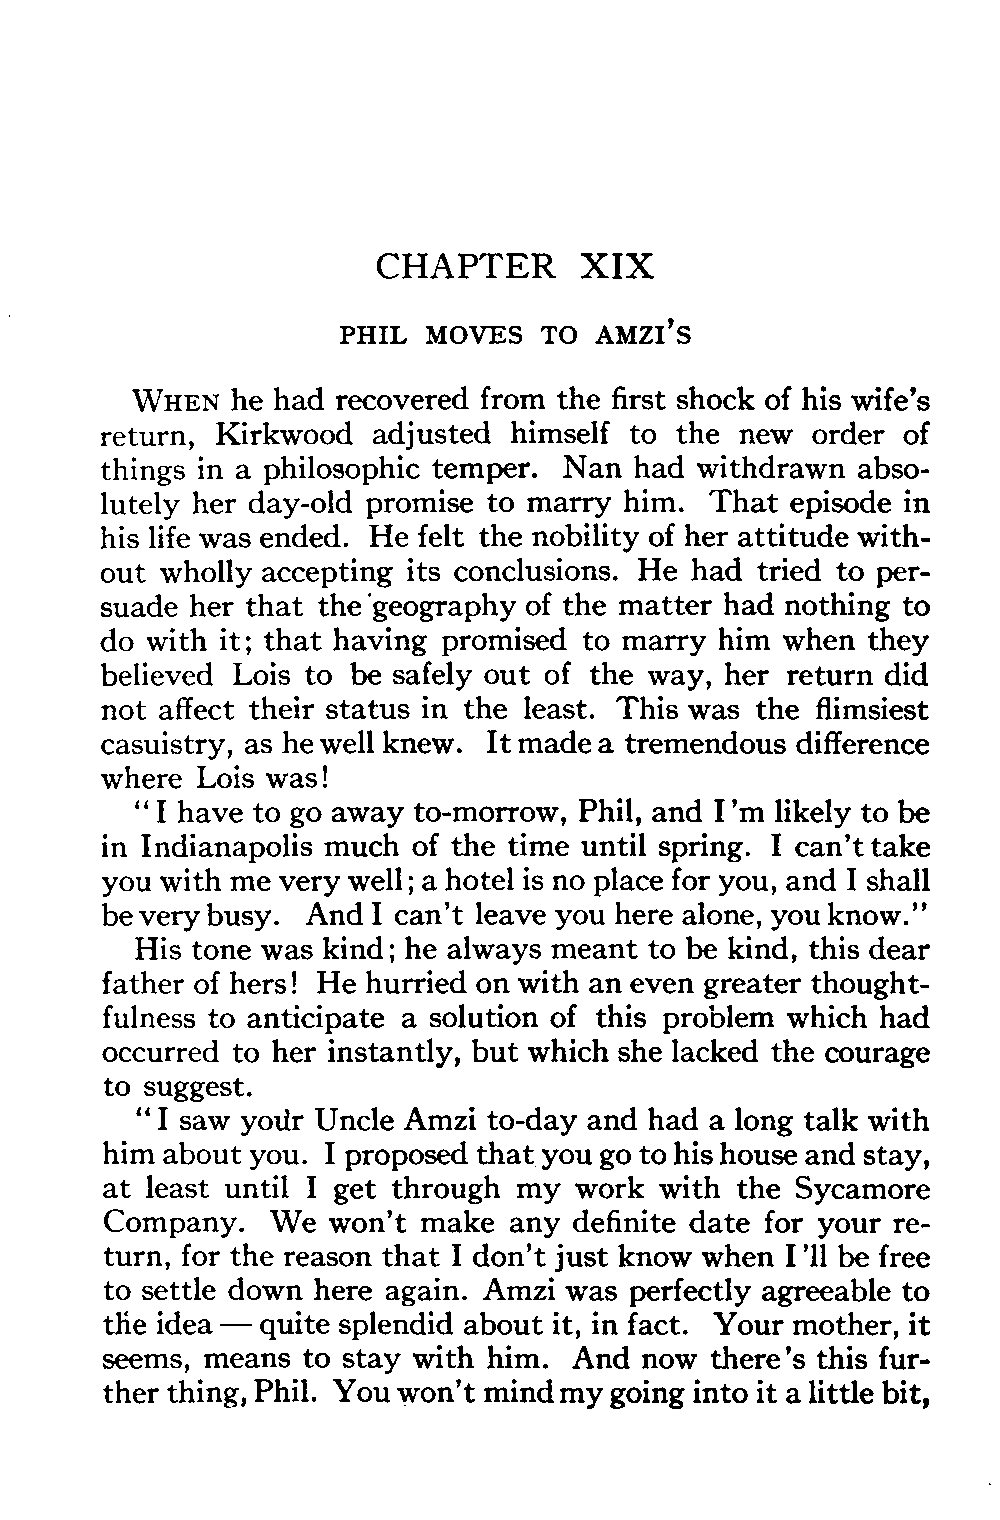 CHAPTER XIX
PHIL MOVES TO AMZI'S
WHEN he had recovered from the first shock of his wife's
return, Kirkwood adjusted himself to the new order of
things in a philosophic temper. Nan had withdrawn abso-
lutely her day-old promise to marry him. That episode in
his life was ended. He felt the nobility of her attitude with-
out wholly accepting its conclusions. He had tried to per-
suade her that the geography of the matter had nothing to
do with it; that having promised to marry him when they
believed Lois to be safely out of the way, her return did
not affect their status in the least. This was the flimsiest
casuistry, as he well knew. It made a tremendous difference
where Lois was!
"I have to go away to-morrow, Phil, and I'm likely to be
in Indianapolis much of the time until spring. I can't take
you with me very well; a hotel is no place for you, and I shall
be very busy. And I can't leave you here alone, you know."
His tone was kind; he always meant to be kind, this dear
father of hers! He hurried on with an even greater thought-
fulness to anticipate a solution of this problem which had
occurred to her instantly, but which she lacked the courage
to suggest.
"I saw your Uncle Amzi to-day and had a long talk with
him about you. I proposed that you go to his house and stay,
at least until I get through my work with the Sycamore
Company. We won't make any definite date for your re-
turn, for the reason that I don't just know when I'll be free
to settle down here again. Amzi was perfectly agreeable to
the idea — quite splendid about it, in fact. Your mother, it
seems, means to stay with him. And now there's this fur-
ther thing, Phil. You won't mind my going into it a little bit,